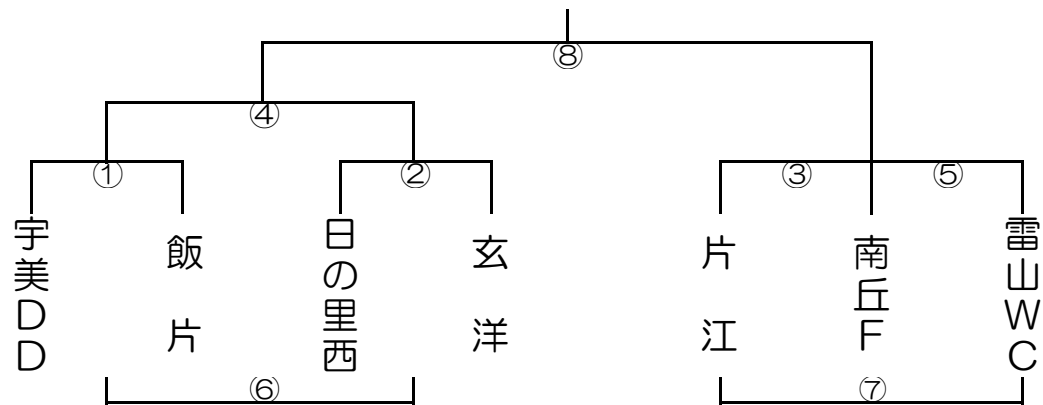 ⑧
④
① ② ③ ⑤
宇美DD
飯片
日の里西
玄洋
片江
南丘F
雷山WC
⑥ ⑦